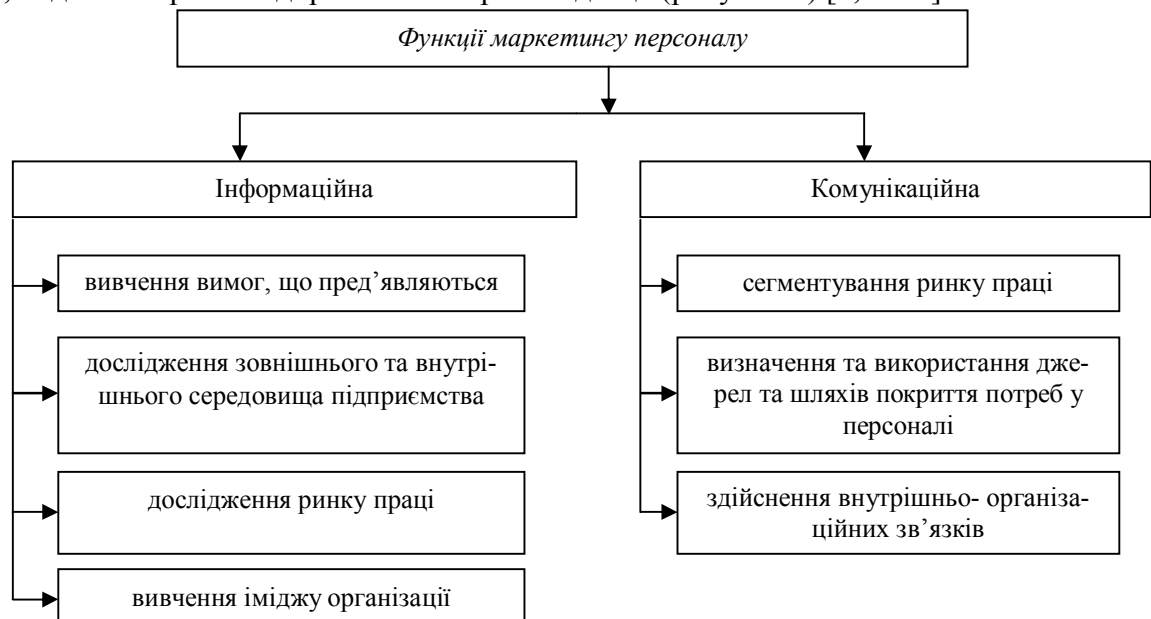 Функції маркетингу персоналу
Інформаційна
Комунікаційна
вивчення вимог, що пред’являються
дослідження зовнішнього та внутрі-
шнього середовища підприємства
дослідження ринку праці
вивчення іміджу організації
сегментування ринку праці
визначення та використання дже-
рел та шляхів покриття потреб у
персоналі
здійснення внутрішньо- організа-
ційних зв’язків